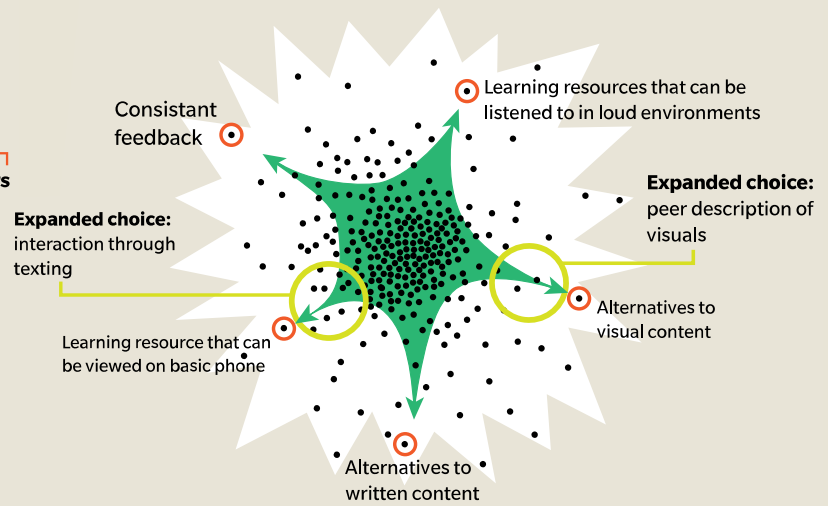 Consistant
feedback
Learning resources that can be
listened to in loud environments
Expanded choice:
peer description of
visuals
Expanded choice:
interaction through
texting
Alternatives to
visual content
Learning resource that can
be viewed on basic phone
Alternatives to
written content